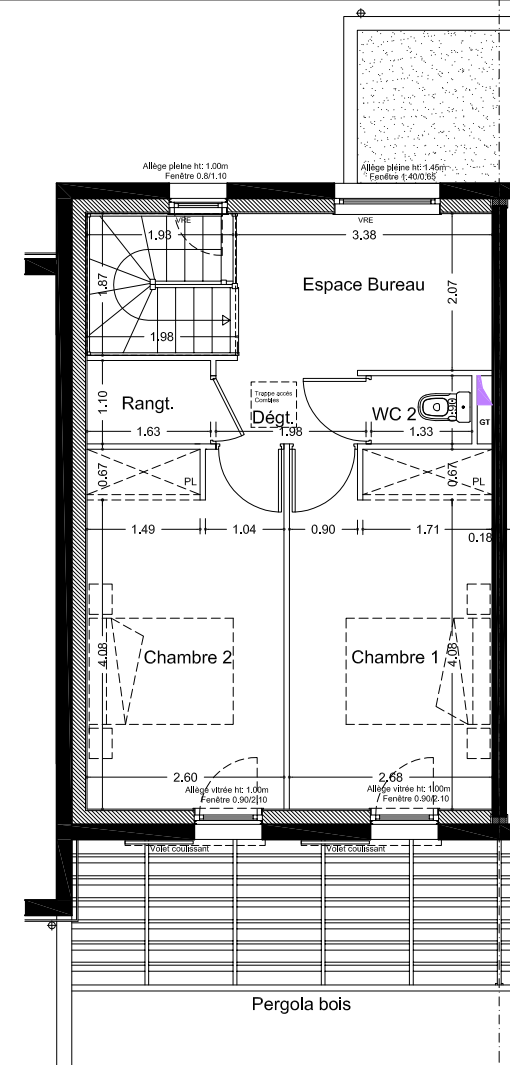 Allège pleine ht: 1.00m
Fenêtre 0.8/1.10
Allège pleine ht: 1.45m
Fenêtre 1.40/0.65
VRE
VRE
1.93
3.38
Espace Bureau
1.87
2.07
1.98
Trappe accés
Combles
Rangt.
Dégt.
WC 2
1.10
GT
1.63
1.98
1.33
0.67
PL
0.67
PL
1.49
1.04
0.90
1.71
0.18
Chambre 2
Chambre 1
4.08
4.08
2.60
2.68
Allège vitrée ht: 1.00m
Fenêtre 0.90/2.10
Allège vitrée ht: 1.00m
Fenêtre 0.90/2.10
Volet coulissant
Volet coulissant
Pergola bois